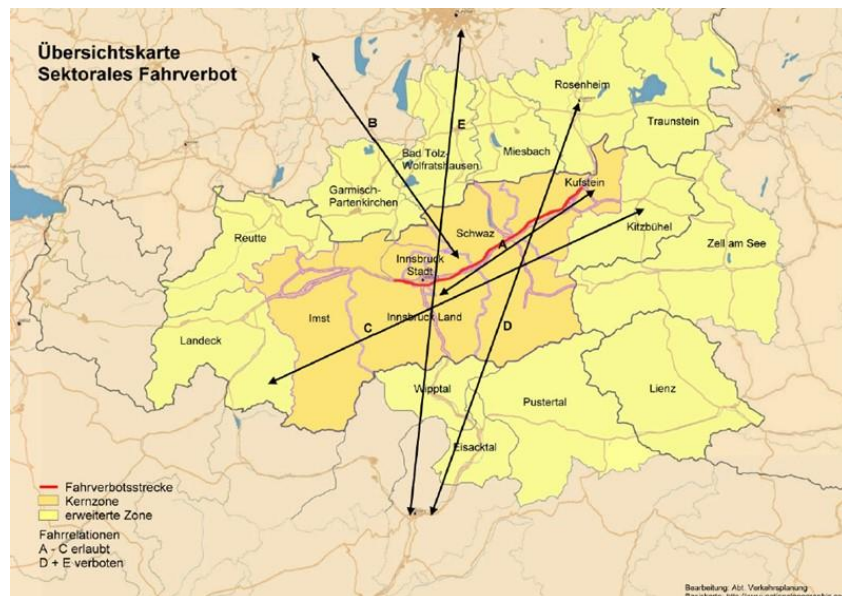 Übersichtskarte
Sektorales Fahrverbot
B
E
Rosenheim
Traunstein
Bad Tölz-
Wolfratshausen
Miesbach
Garmisch-
Partenkirchen
Kufstein
Reutte
Schwaz
A
Kitzbühel
Zell am See
Innsbruck
Stadt
Imst
Innsbruck Land
Landeck
C
D
Wipptal
Pustertal
Lienz
Eisacktal
Fahrverbotsstrecke
Kernzone
erweiterte Zone
Fahrrelationen
A - C erlaubt
D + E verboten
Bearbeitung: Abt. Verkehrsplanung